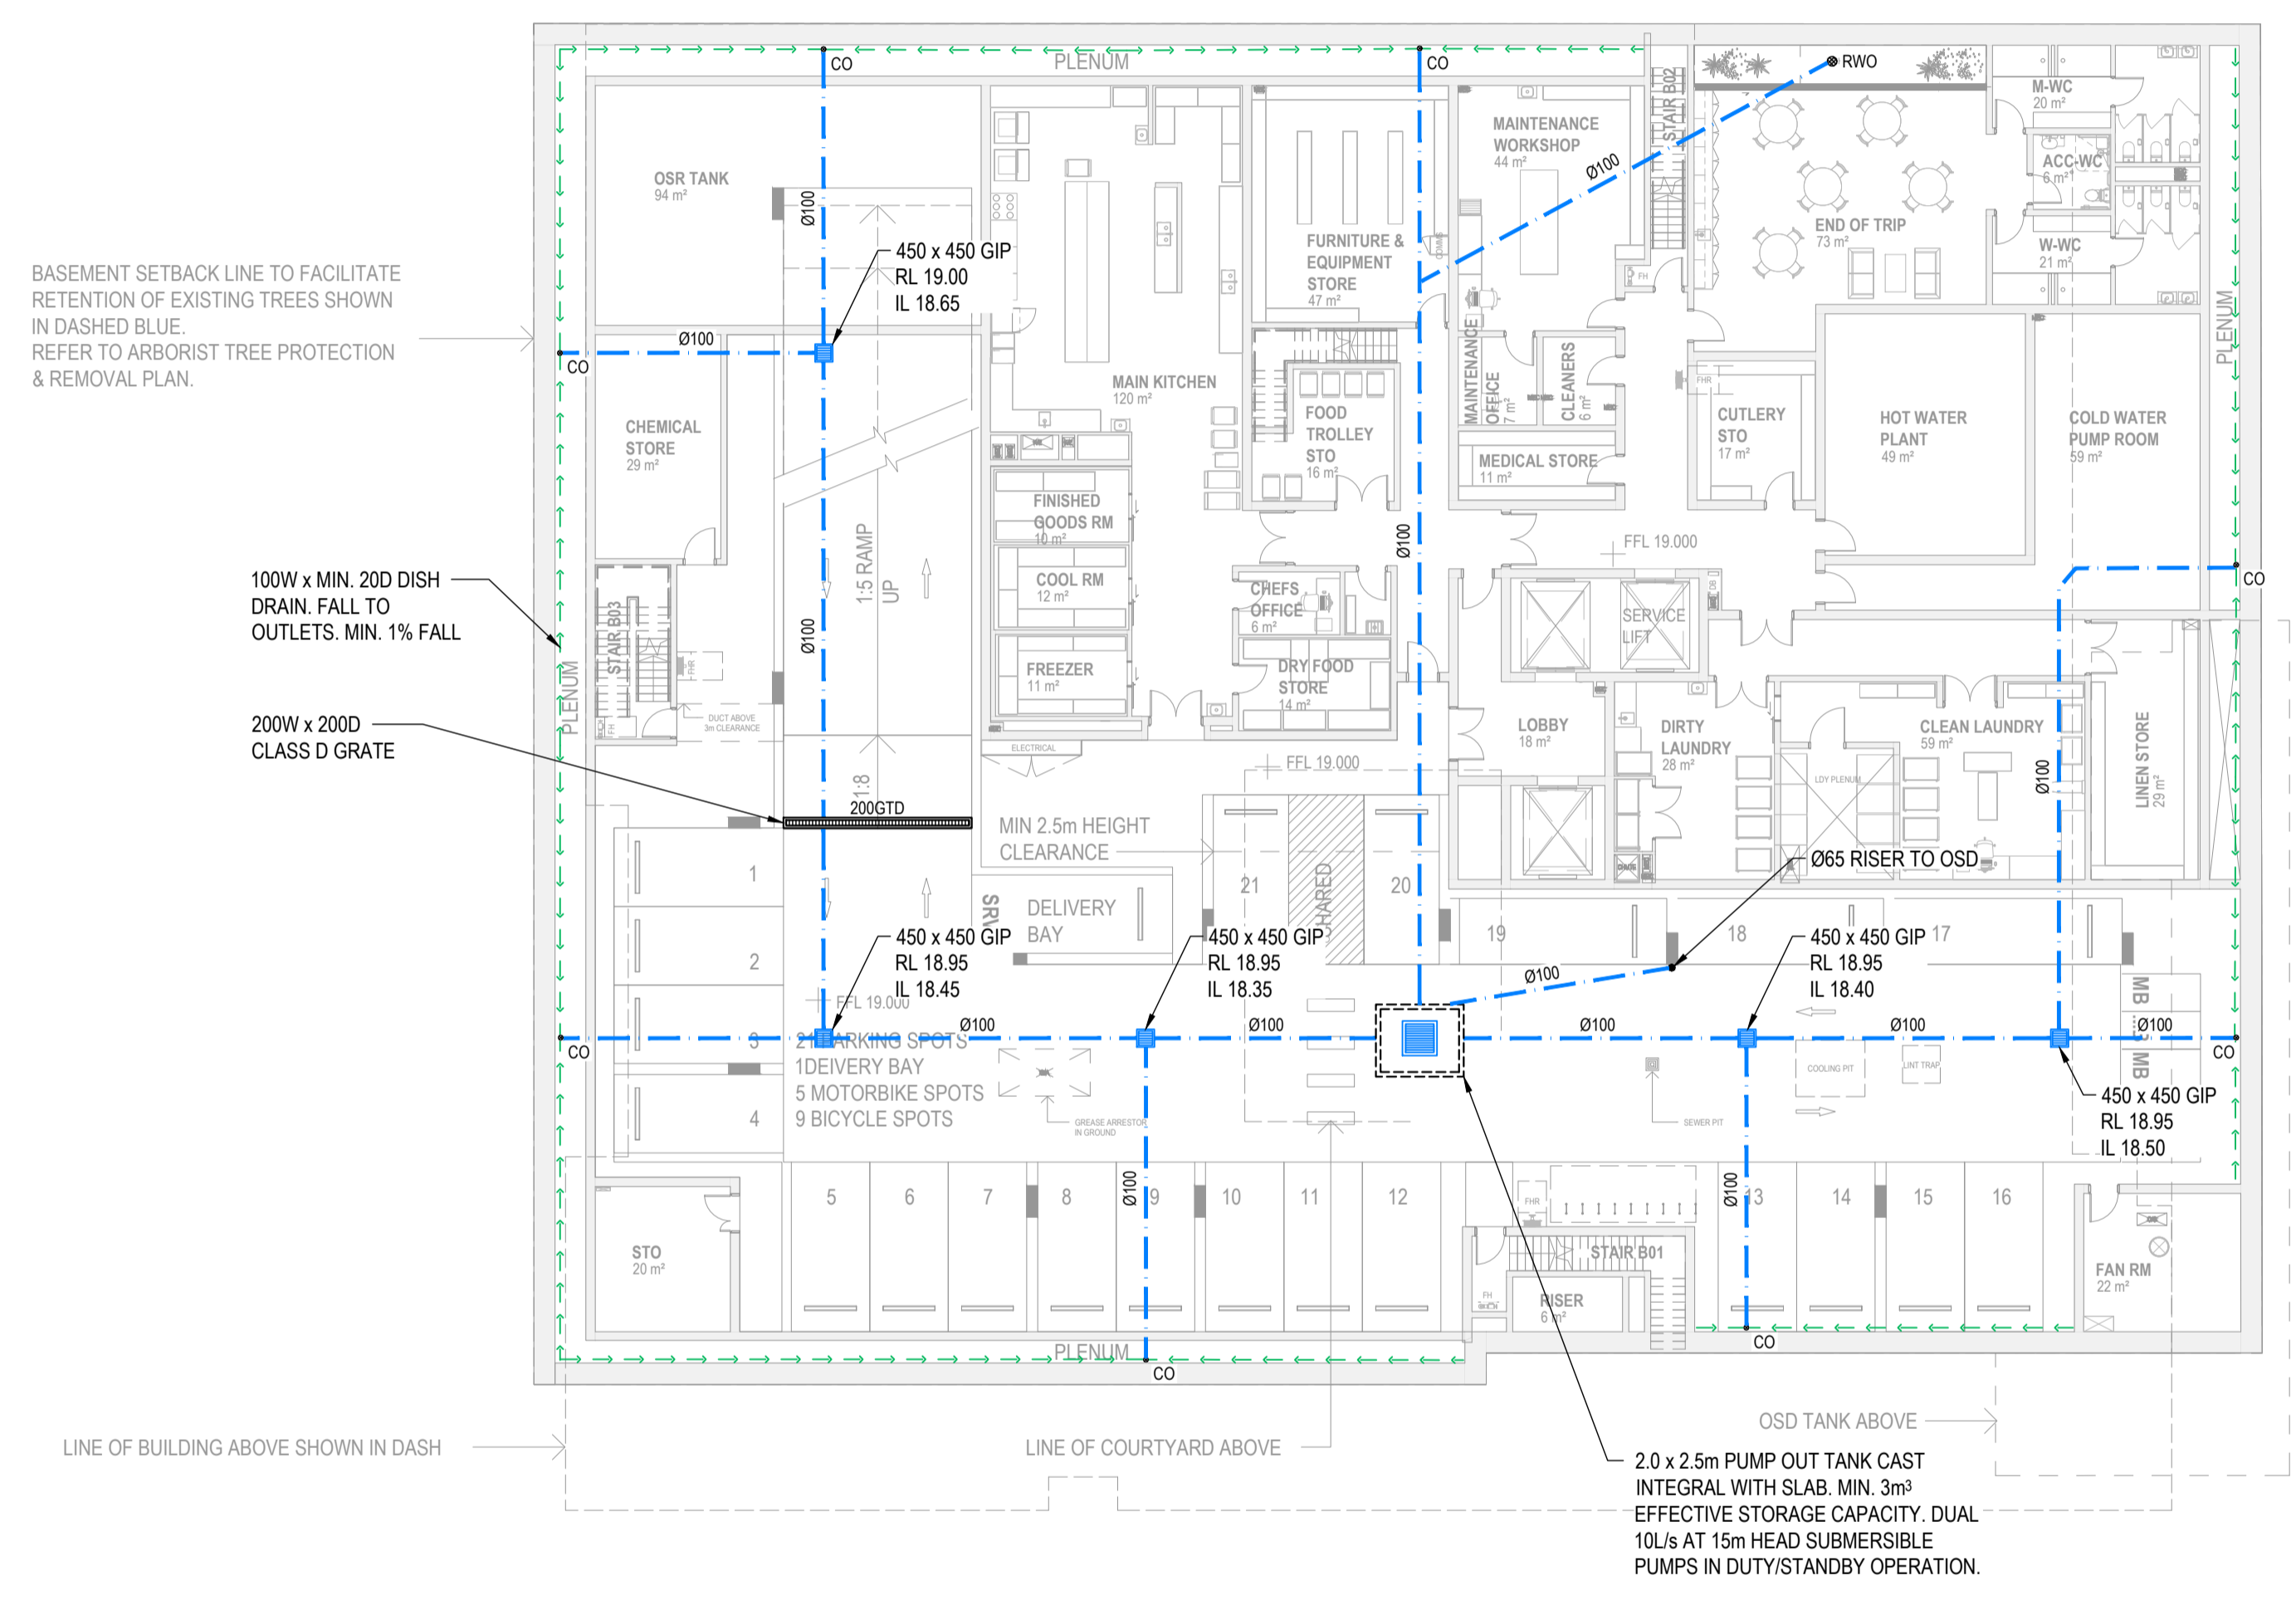 PLENUM
CO
CO
RWO
M-WC
20 m²
STAIR B02
MAINTENANCE
WORKSHOP
44 m²
ACC-WC
6 m²
OSR TANK
94 m²
Ø100
Ø100
END OF TRIP
73 m²
W-WC
21 m²
FURNITURE &
EQUIPMENT
STORE
47 m²
COMMS
FH
450 x 450 GIP
RL 19.00
IL 18.65
BASEMENT SETBACK LINE TO FACILITATE
RETENTION OF EXISTING TREES SHOWN
IN DASHED BLUE.
REFER TO ARBORIST TREE PROTECTION
& REMOVAL PLAN.
Ø100
CO
PLENUM
MAIN KITCHEN
120 m²
MAINTENANCE
OFFICE
7 m²
CLEANERS
6 m²
FHR
CHEMICAL
STORE
29 m²
FOOD
TROLLEY
STO
16 m²
CUTLERY
STO
17 m²
HOT WATER
PLANT
49 m²
COLD WATER
PUMP ROOM
59 m²
MEDICAL STORE
11 m²
FINISHED
GOODS RM
10 m²
1:5 RAMP
UP
Ø100
FFL 19.000
100W x MIN. 20D DISH
DRAIN. FALL TO
OUTLETS. MIN. 1% FALL
COOL RM
12 m²
CHEFS
OFFICE
6 m²
SERVICE
LIFT
DB
CO
STAIR B03
Ø100
FHR
PLENUM
FREEZER
11 m²
DRY FOOD
STORE
14 m²
DUCT ABOVE
3m CLEARANCE
FH
200W x 200D
CLASS D GRATE
LOBBY
18 m²
DIRTY
LAUNDRY
28 m²
CLEAN LAUNDRY
59 m²
LINEN STORE
29 m²
ELECTRICAL
FFL 19.000
LDY PLENUM
Ø100
1:8
200GTD
MIN 2.5m HEIGHT
CLEARANCE
Ø65 RISER TO OSD
1
21
SHARED
20
SRV
DELIVERY
BAY
2
450 x 450 GIP
RL 18.95
IL 18.45
450 x 450 GIP
RL 18.95
IL 18.35
19
18
450 x 450 GIP
RL 18.95
IL 18.40
17
FFL 19.000
Ø100
MB
MB
MB
CO
3
Ø100
Ø100
Ø100
Ø100
Ø100
CO
21 PARKING SPOTS
1DEIVERY BAY
5 MOTORBIKE SPOTS
9 BICYCLE SPOTS
4
COOLING PIT
LINT TRAP
GREASE ARRESTOR
IN GROUND
SEWER PIT
450 x 450 GIP
RL 18.95
IL 18.50
5
6
7
8
Ø100
9
10
11
12
FHR
Ø100
13
14
15
16
STO
20 m²
STAIR B01
FAN RM
22 m²
FH
RISER
6 m²
PLENUM
CO
CO
LINE OF BUILDING ABOVE SHOWN IN DASH
LINE OF COURTYARD ABOVE
OSD TANK ABOVE
2.0 x 2.5m PUMP OUT TANK CAST
INTEGRAL WITH SLAB. MIN. 3m³
EFFECTIVE STORAGE CAPACITY. DUAL
10L/s AT 15m HEAD SUBMERSIBLE
PUMPS IN DUTY/STANDBY OPERATION.